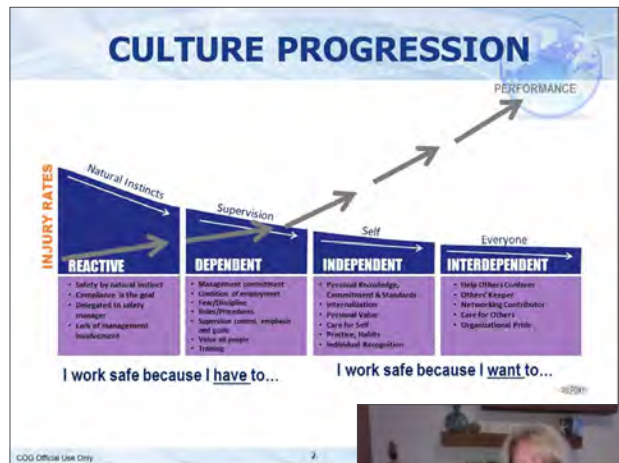 CULTURE PROGRESSION
PERFORMANCE
INJURY RATES
Natural Instincts
Supervision
Self
Everyone
REACTIVE
• Safety by natural instinct
• Compliance is the goal
• Delegated to safety
manager
• Lack of management
involvement
DEPENDENT
• Management commitment
• Condition of employment
• Fear/Discipline
• Rules/Procedures
• Supervisor control, emphasis
and goals
• Value all people
• Training
INDEPENDENT
• Personal Knowledge,
Commitment & Standards
• Internalization
• Personal Value
• Care for Self
• Practice, Habits
• Individual Recognition
INTERDEPENDENT
• Help Others Conform
• Others' Keeper
• Networking Contributor
• Care for Others
• Organizational Pride
I work safe because I have to...
I work safe because I want to...
COG Official Use Only
2